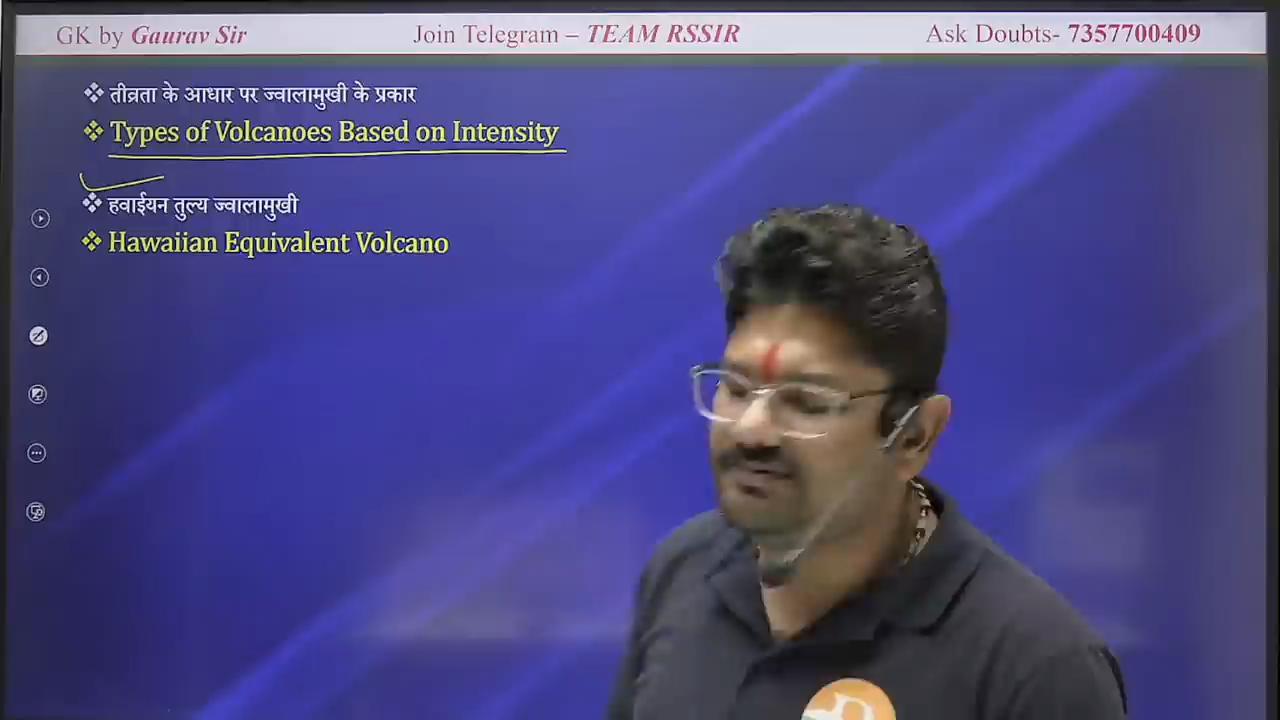 GK by Gaurav Sir Join Telegram – TEAM RSSIR Ask Doubts- 7357700409
❖ तीव्रता के आधार पर ज्वालामुखी के प्रकार
❖ Types of Volcanoes Based on Intensity
❖ हवाईयन तुल्य ज्वालामुखी
❖ Hawaiian Equivalent Volcano